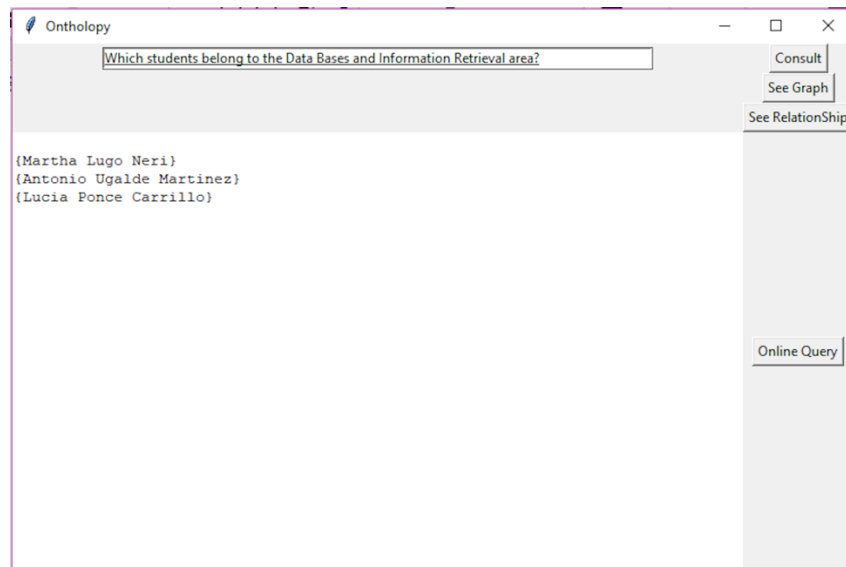 Onthology
Which students belong to the Data Bases and Information Retrieval area?
Consult
See Graph
See RelationShip
{Martha Lugo Neri}
{Antonio Ugalde Martinez}
{Lucia Ponce Carrillo}
Online Query